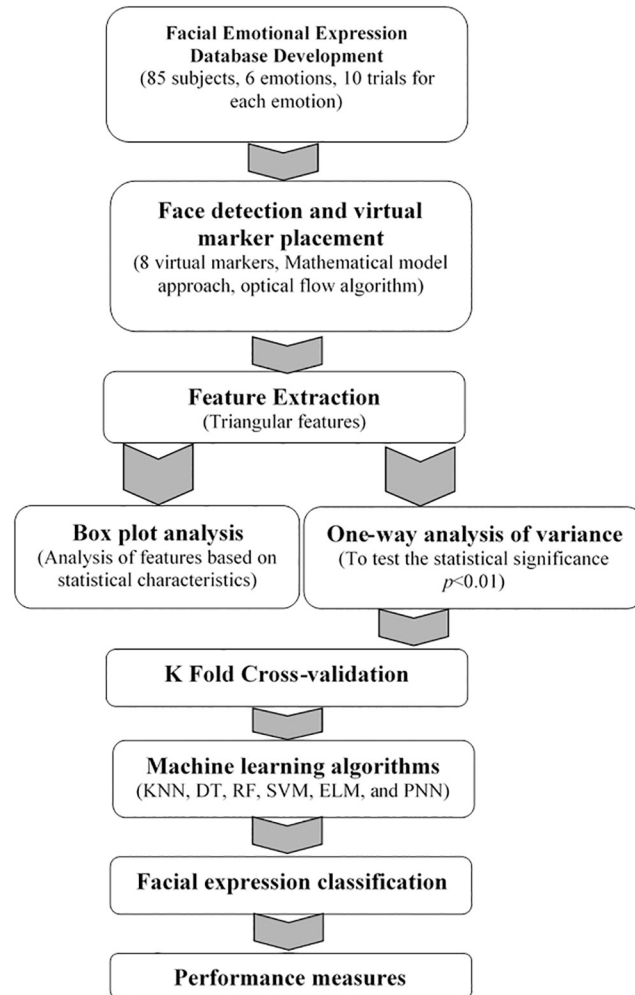 Facial Emotional Expression
Database Development
(85 subjects, 6 emotions, 10 trials for
each emotion)
Face detection and virtual
marker placement
(8 virtual markers, Mathematical model
approach, optical flow algorithm)
Feature Extraction
(Triangular features)
Box plot analysis
(Analysis of features based on
statistical characteristics)
One-way analysis of variance
(To test the statistical significance
p<0.01)
K Fold Cross-validation
Machine learning algorithms
(KNN, DT, RF, SVM, ELM, and PNN)
Facial expression classification
Performance measures